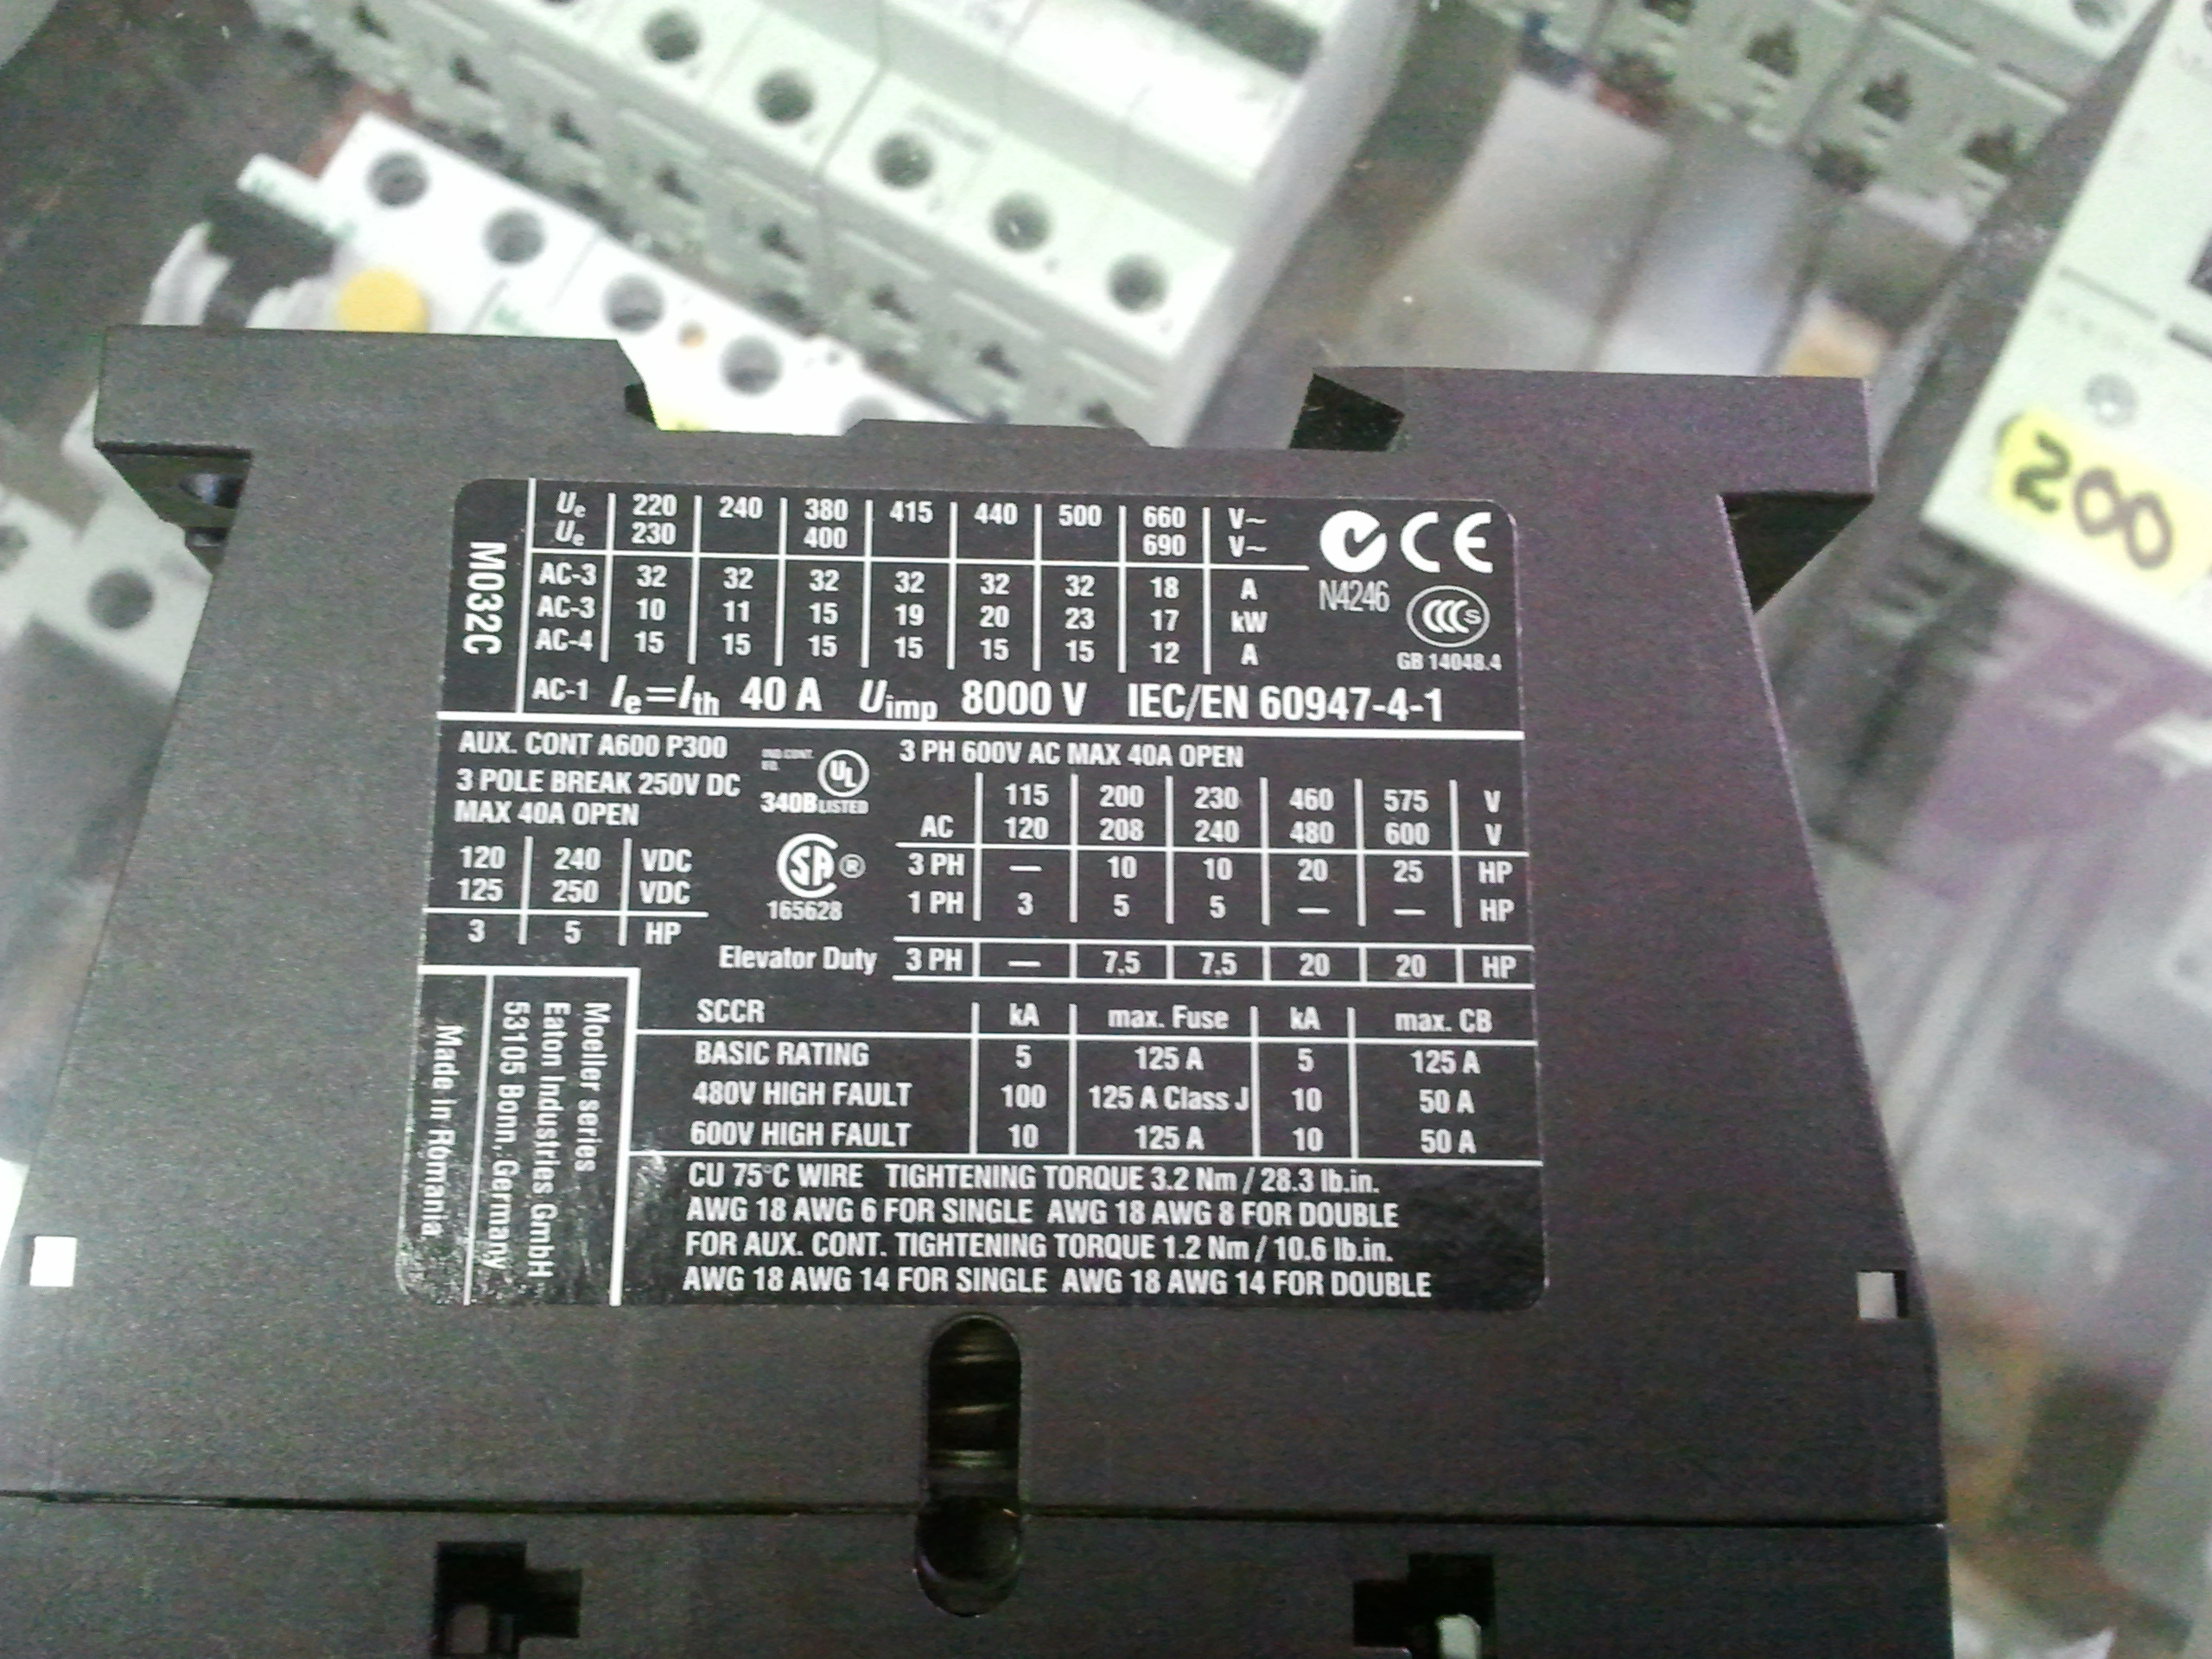 M032C
Ue 220 240 380 415 440 500 660 V~
Ue 230 400 690 V~
AC-3 32 32 32 32 32 32 18 A
AC-3 10 11 15 19 20 23 17 kW
AC-4 15 15 15 15 15 15 12 A
AC-1 Ie=Ith 40 A Uimp 8000 V IEC/EN 60947-4-1
CE
N4246
CCC S
GB 14048.4
AUX. CONT A600 P300
3 POLE BREAK 250V DC
MAX 40A OPEN
IND.CONT.
EQ.
UL
340B LISTED
120 240 VDC
125 250 VDC
3 5 HP
SA ®
165628
3 PH 600V AC MAX 40A OPEN
115 200 230 460 575 V
AC 120 208 240 480 600 V
3 PH — 10 10 20 25 HP
1 PH 3 5 5 — — HP
Elevator Duty 3 PH — 7,5 7,5 20 20 HP
SCCR kA max. Fuse kA max. CB
BASIC RATING 5 125 A 5 125 A
480V HIGH FAULT 100 125 A Class J 10 50 A
600V HIGH FAULT 10 125 A 10 50 A
CU 75°C WIRE TIGHTENING TORQUE 3.2 Nm / 28.3 lb.in.
AWG 18 AWG 6 FOR SINGLE AWG 18 AWG 8 FOR DOUBLE
FOR AUX. CONT. TIGHTENING TORQUE 1.2 Nm / 10.6 lb.in.
AWG 18 AWG 14 FOR SINGLE AWG 18 AWG 14 FOR DOUBLE
Moeller series
Eaton Industries GmbH
53105 Bonn, Germany
Made in Romania
200